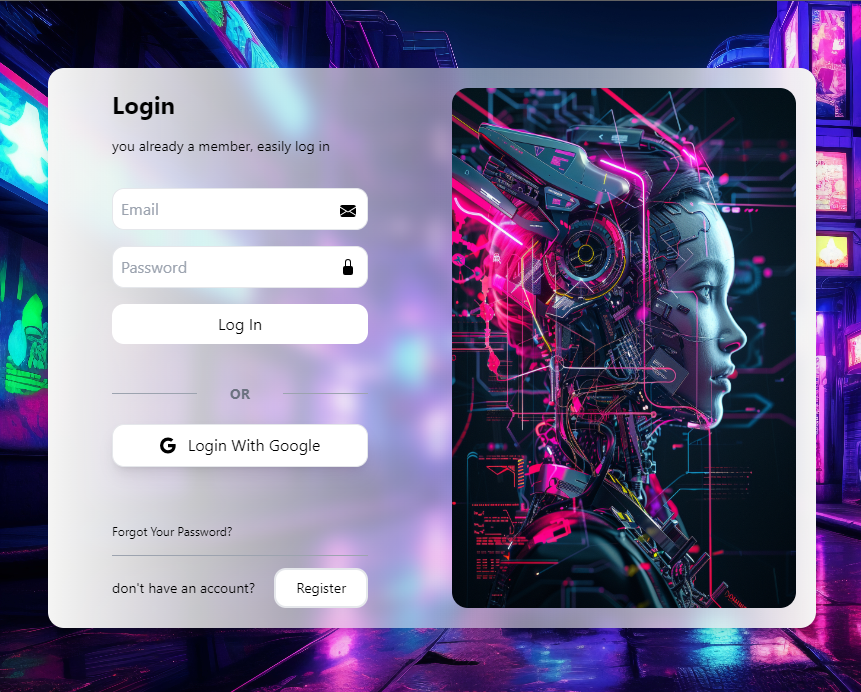 Login
you already a member, easily log in
Email
Password
Log In
OR
Login With Google
Forgot Your Password?
don't have an account?
Register